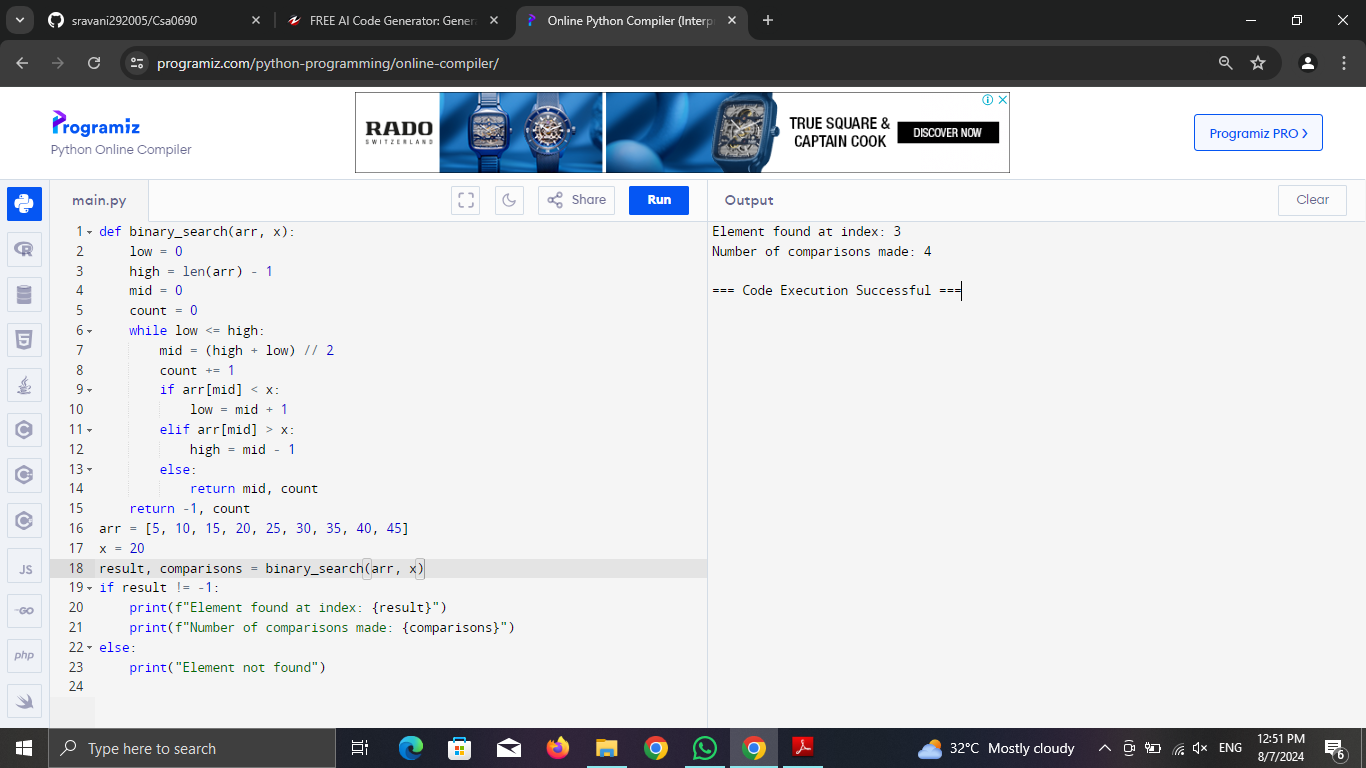 sravani292005/Csa0690
FREE AI Code Generator: Gener
Online Python Compiler (Interp
programiz.com/python-programming/online-compiler/
Programiz
Python Online Compiler
RADO
SWITZERLAND
TRUE SQUARE &
CAPTAIN COOK
DISCOVER NOW
Programiz PRO
main.py
Share
Run
Output
Clear
1 def binary_search(arr, x):
2 low = 0
3 high = len(arr) - 1
4 mid = 0
5 count = 0
6 while low <= high:
7 mid = (high + low) // 2
8 count += 1
9 if arr[mid] < x:
10 low = mid + 1
11 elif arr[mid] > x:
12 high = mid - 1
13 else:
14 return mid, count
15 return -1, count
16 arr = [5, 10, 15, 20, 25, 30, 35, 40, 45]
17 x = 20
18 result, comparisons = binary_search(arr, x)
19 if result != -1:
20 print(f"Element found at index: {result}")
21 print(f"Number of comparisons made: {comparisons}")
22 else:
23 print("Element not found")
24
Element found at index: 3
Number of comparisons made: 4
=== Code Execution Successful ===
JS
GO
php
Type here to search
32°C Mostly cloudy
ENG
12:51 PM
8/7/2024
6